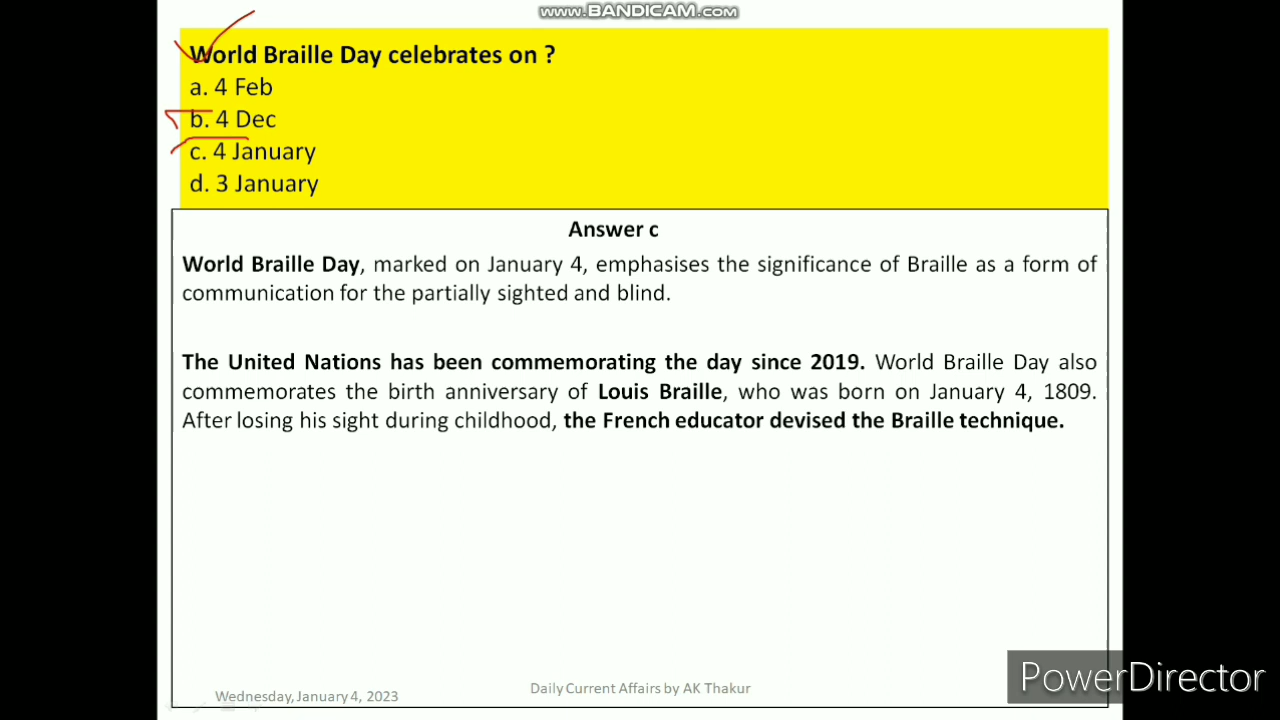 www.BANDICAM.com
World Braille Day celebrates on ?
a. 4 Feb
b. 4 Dec
c. 4 January
d. 3 January
Answer c
World Braille Day, marked on January 4, emphasises the significance of Braille as a form of
communication for the partially sighted and blind.
The United Nations has been commemorating the day since 2019. World Braille Day also
commemorates the birth anniversary of Louis Braille, who was born on January 4, 1809.
After losing his sight during childhood, the French educator devised the Braille technique.
Wednesday, January 4, 2023
Daily Current Affairs by AK Thakur
PowerDirector